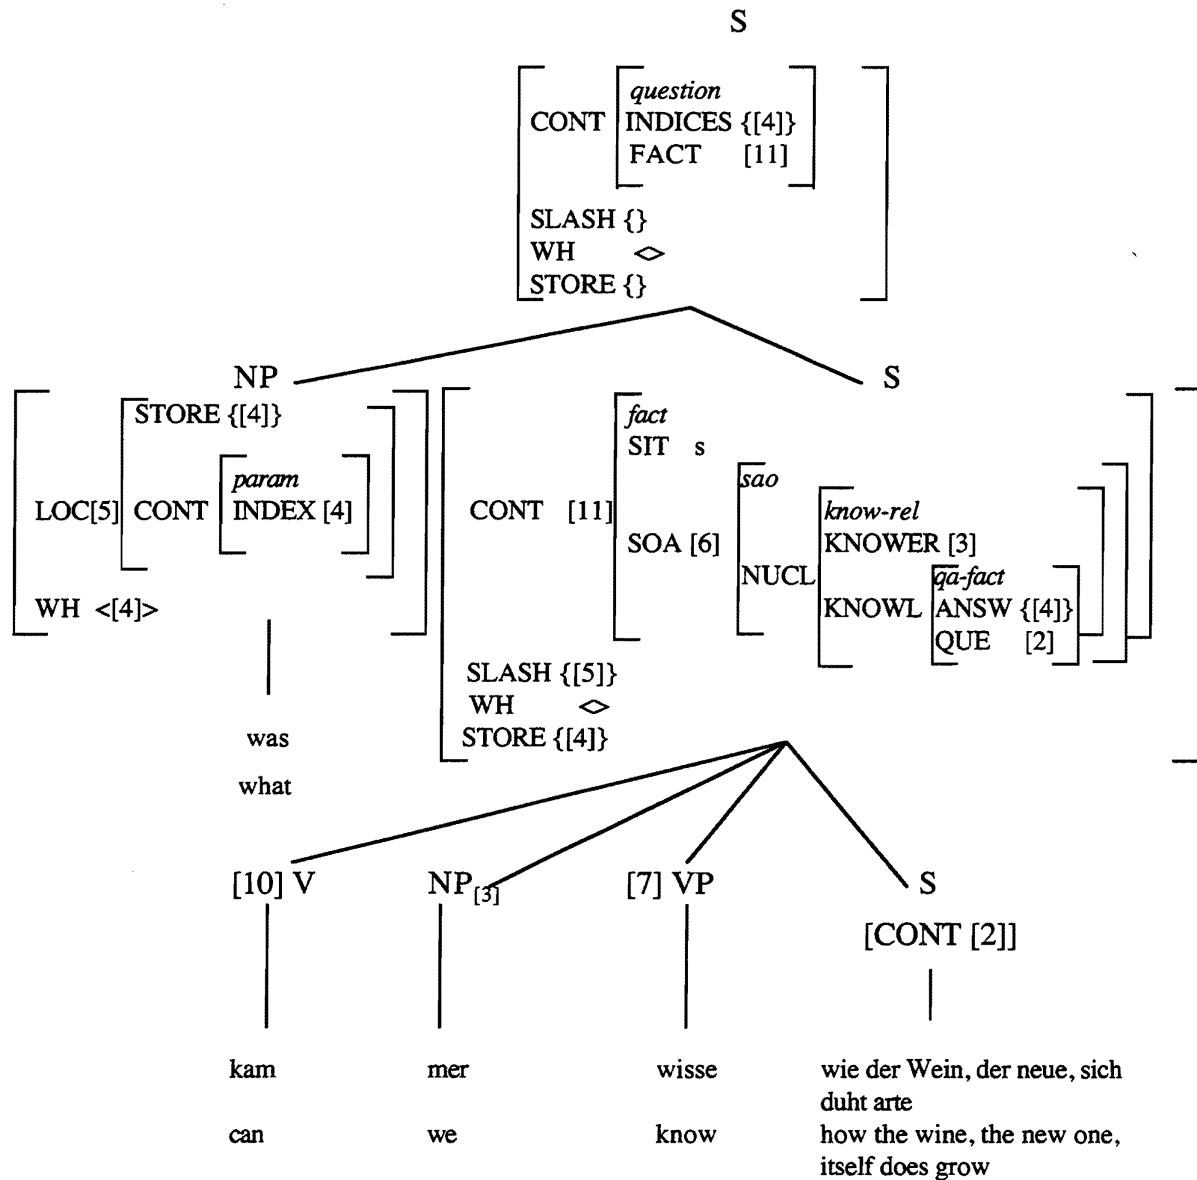 S
question
CONT INDICES {[4]}
FACT [11]
SLASH {}
WH <>
STORE {}
NP S
STORE {[4]}
param
LOC[5] CONT INDEX [4]
WH <[4]>
fact
SIT s
sao
CONT [11]
know-rel
KNOWER [3]
SOA [6]
NUCL
qa-fact
KNOWL ANSW {[4]}
QUE [2]
SLASH {[5]}
WH <>
STORE {[4]}
was
what
[10] V NP[3] [7] VP S
[CONT [2]]
kam mer wisse wie der Wein, der neue, sich
duht arte
can we know how the wine, the new one,
itself does grow